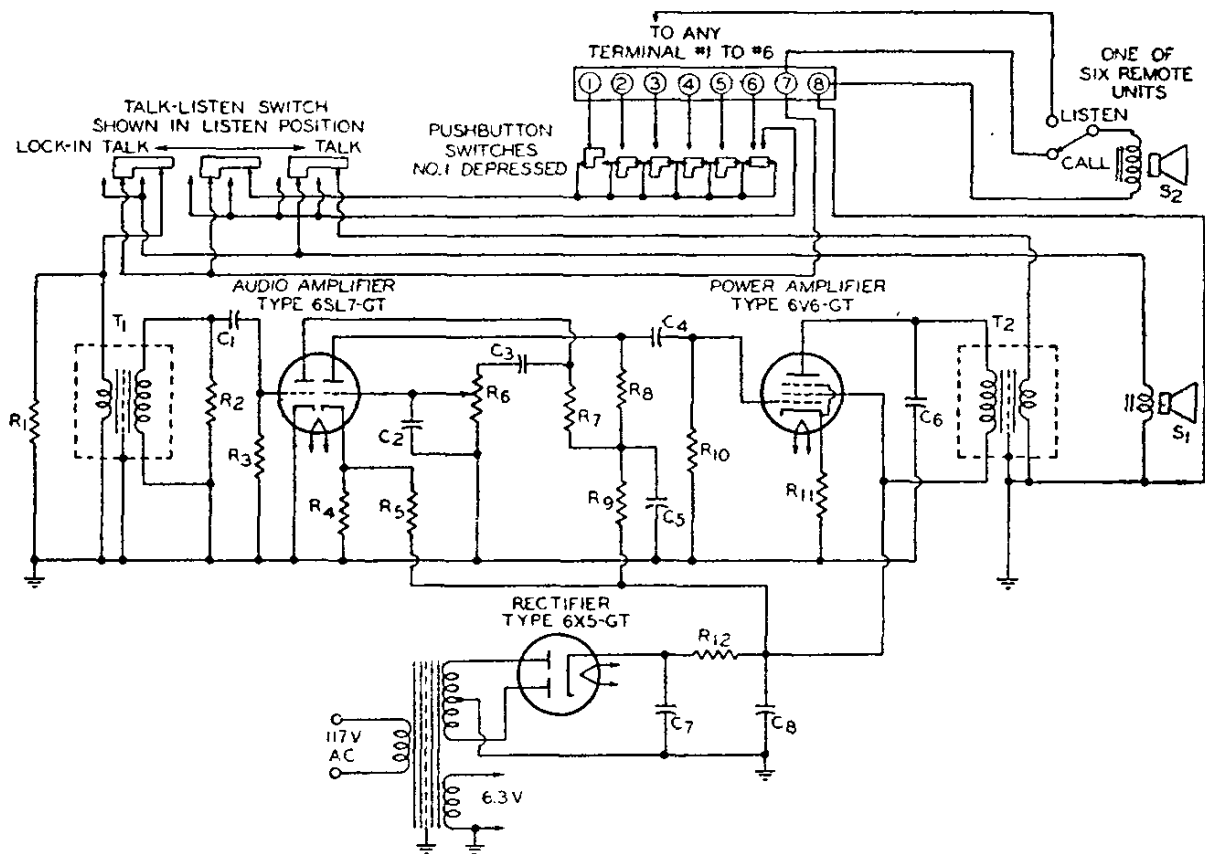 TO ANY
TERMINAL #1 TO #6
ONE OF
SIX REMOTE
UNITS
1 2 3 4 5 6 7 8
TALK-LISTEN SWITCH
SHOWN IN LISTEN POSITION
LOCK-IN TALK
TALK
PUSHBUTTON
SWITCHES
NO.1 DEPRESSED
LISTEN
CALL
S2
AUDIO AMPLIFIER
TYPE 6SL7-GT
POWER AMPLIFIER
TYPE 6V6-GT
T1
C1
C3
C4
T2
R1
R2
R3
C2
R6
R7
R8
R10
C6
S1
R4
R5
R9
C5
R11
RECTIFIER
TYPE 6X5-GT
R12
C7
C8
117V
AC
6.3V